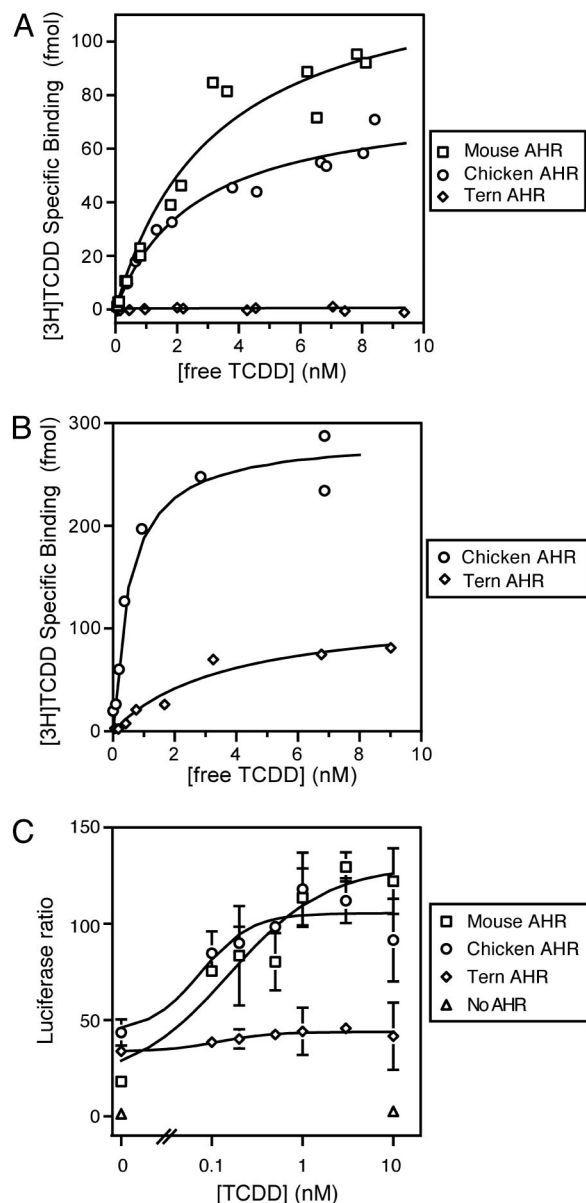 A
[3H]TCDD Specific Binding (fmol)
100
80
60
40
20
0
0 2 4 6 8 10
[free TCDD] (nM)
Mouse AHR
Chicken AHR
Tern AHR
B
[3H]TCDD Specific Binding (fmol)
300
200
100
0
0 2 4 6 8 10
[free TCDD] (nM)
Chicken AHR
Tern AHR
C
Luciferase ratio
150
100
50
0
0 0.1 1 10
[TCDD] (nM)
Mouse AHR
Chicken AHR
Tern AHR
No AHR